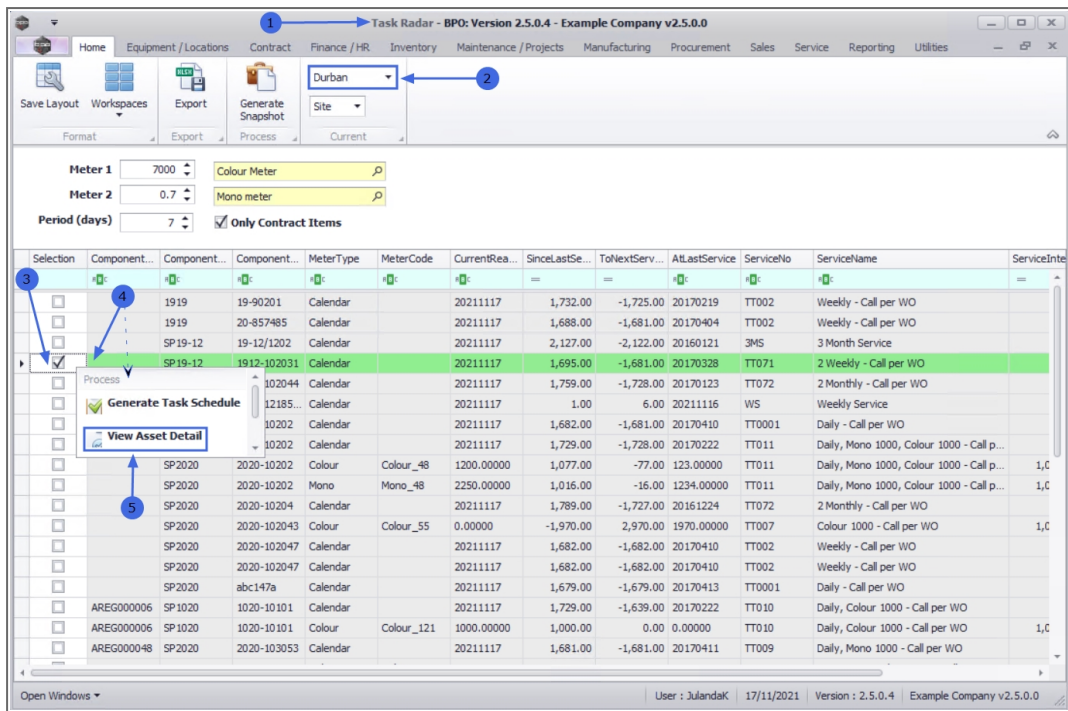 1 Task Radar - BPO: Version 2.5.0.4 - Example Company v2.5.0.0
Home Equipment / Locations Contract Finance / HR Inventory Maintenance / Projects Manufacturing Procurement Sales Service Reporting Utilities
Save Layout Workspaces Export Generate Snapshot Durban 2
Site
Format Export Process Current
Meter 1 7000 Colour Meter
Meter 2 0.7 Mono meter
Period (days) 7 Only Contract Items
Selection Component... Component... Component... MeterType MeterCode CurrentRea... SinceLastSe... ToNextServ... AtLastService ServiceNo ServiceName ServiceInte
3
4
1919 19-90201 Calendar 20211117 1,732.00 -1,725.00 20170219 TT002 Weekly - Call per WO
1919 20-857485 Calendar 20211117 1,688.00 -1,681.00 20170404 TT002 Weekly - Call per WO
SP19-12 19-12/1202 Calendar 20211117 2,127.00 -2,122.00 20160121 3MS 3 Month Service
SP19-12 1912-102031 Calendar 20211117 1,695.00 -1,681.00 20170328 TT071 2 Weekly - Call per WO
Process 102044 Calendar 20211117 1,759.00 -1,728.00 20170123 TT072 2 Monthly - Call per WO
Generate Task Schedule 12185... Calendar 20211117 1.00 6.00 20211116 WS Weekly Service
10202 Calendar 20211117 1,682.00 -1,681.00 20170410 TT0001 Daily - Call per WO
View Asset Detail 10202 Calendar 20211117 1,729.00 -1,728.00 20170222 TT011 Daily, Mono 1000, Colour 1000 - Call p...
SP2020 2020-10202 Colour Colour_48 1200.00000 1,077.00 -77.00 123.00000 TT011 Daily, Mono 1000, Colour 1000 - Call p... 1,0
SP2020 2020-10202 Mono Mono_48 2250.00000 1,016.00 -16.00 1234.00000 TT011 Daily, Mono 1000, Colour 1000 - Call p... 1,0
5 SP2020 2020-10204 Calendar 20211117 1,789.00 -1,727.00 20161224 TT072 2 Monthly - Call per WO
SP2020 2020-102043 Colour Colour_55 0.00000 -1,970.00 2,970.00 1970.00000 TT007 Colour 1000 - Call per WO 1,0
SP2020 2020-102047 Calendar 20211117 1,682.00 -1,682.00 20170410 TT002 Weekly - Call per WO
SP2020 2020-102047 Calendar 20211117 1,682.00 -1,682.00 20170410 TT002 Weekly - Call per WO
SP2020 abc147a Calendar 20211117 1,679.00 -1,679.00 20170413 TT0001 Daily - Call per WO
AREG000006 SP1020 1020-10101 Calendar 20211117 1,729.00 -1,639.00 20170222 TT010 Daily, Colour 1000 - Call per WO
AREG000006 SP1020 1020-10101 Colour Colour_121 1000.00000 1,000.00 0.00 0.00000 TT010 Daily, Colour 1000 - Call per WO 1,0
AREG000048 SP2020 2020-103053 Calendar 20211117 1,681.00 -1,681.00 20170411 TT009 Daily, Mono 1000 - Call per WO
Open Windows User : JulandaK 17/11/2021 Version : 2.5.0.4 Example Company v2.5.0.0